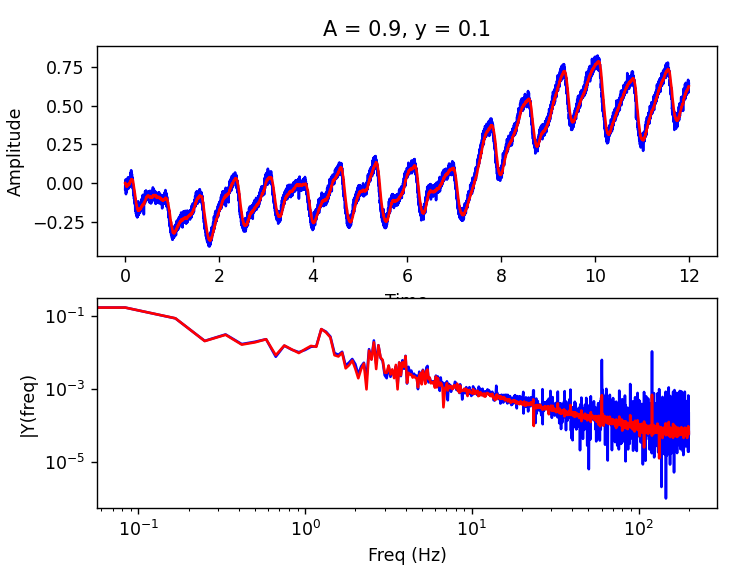 A = 0.9, y = 0.1
Amplitude
0.75
0.50
0.25
0.00
−0.25
0 2 4 6 8 10 12
Time
|Y(freq)
10⁻¹
10⁻³
10⁻⁵
10⁻¹ 10⁰ 10¹ 10²
Freq (Hz)